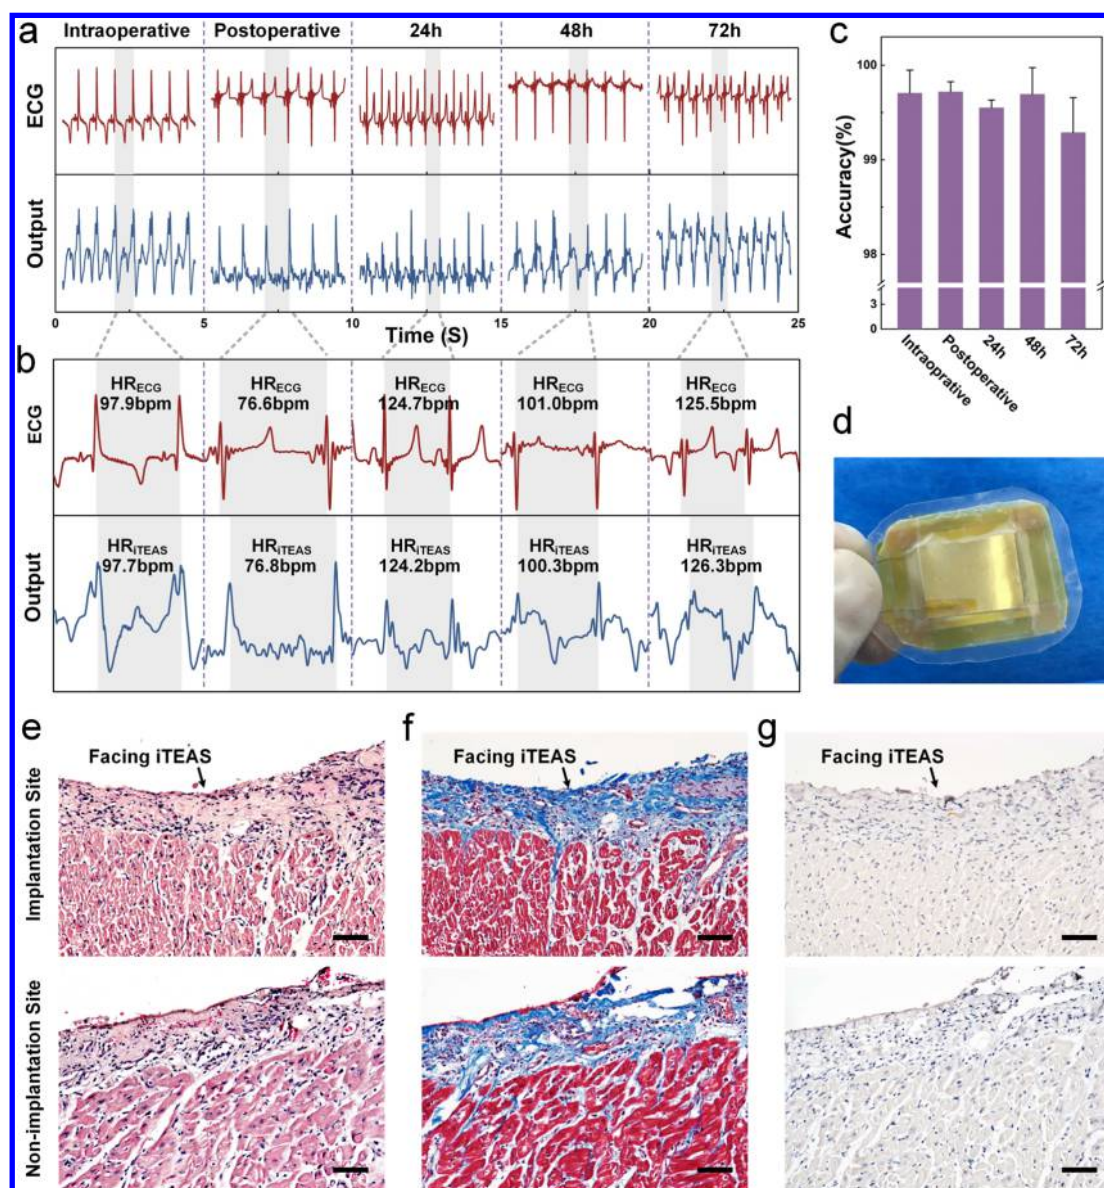 a
Intraoperative Postoperative 24h 48h 72h
ECG
Output
0 5 10 15 20 25
Time (S)
b
ECG
HRECG HRECG HRECG HRECG HRECG
97.9bpm 76.6bpm 124.7bpm 101.0bpm 125.5bpm
Output
HRiTEAS HRiTEAS HRiTEAS HRiTEAS HRiTEAS
97.7bpm 76.8bpm 124.2bpm 100.3bpm 126.3bpm
c
Accuracy(%)
100
99
98
3
0
Intraoprative
Postoperative
24h
48h
72h
d
e
Implantation Site
Facing iTEAS
Non-implantation Site
f
Facing iTEAS
g
Facing iTEAS